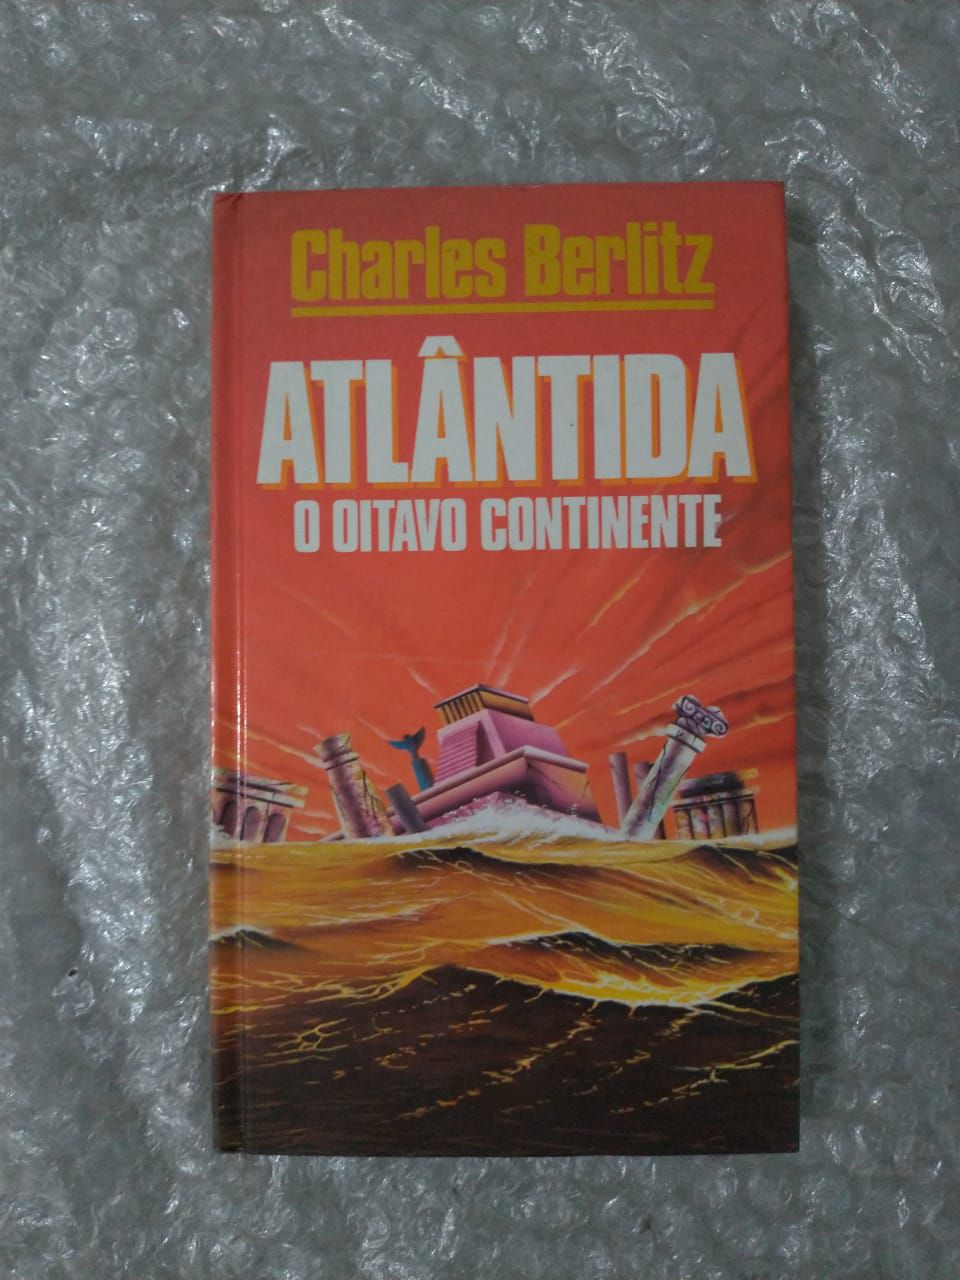 Charles Berlitz
ATLÂNTIDA
O OITAVO CONTINENTE